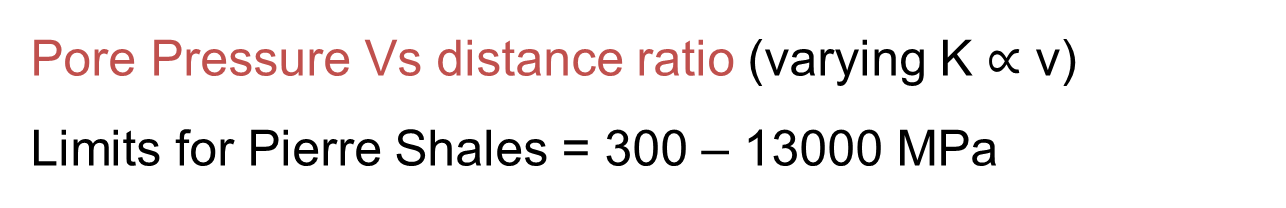 Pore Pressure Vs distance ratio (varying K ∝ v)
Limits for Pierre Shales = 300 – 13000 MPa